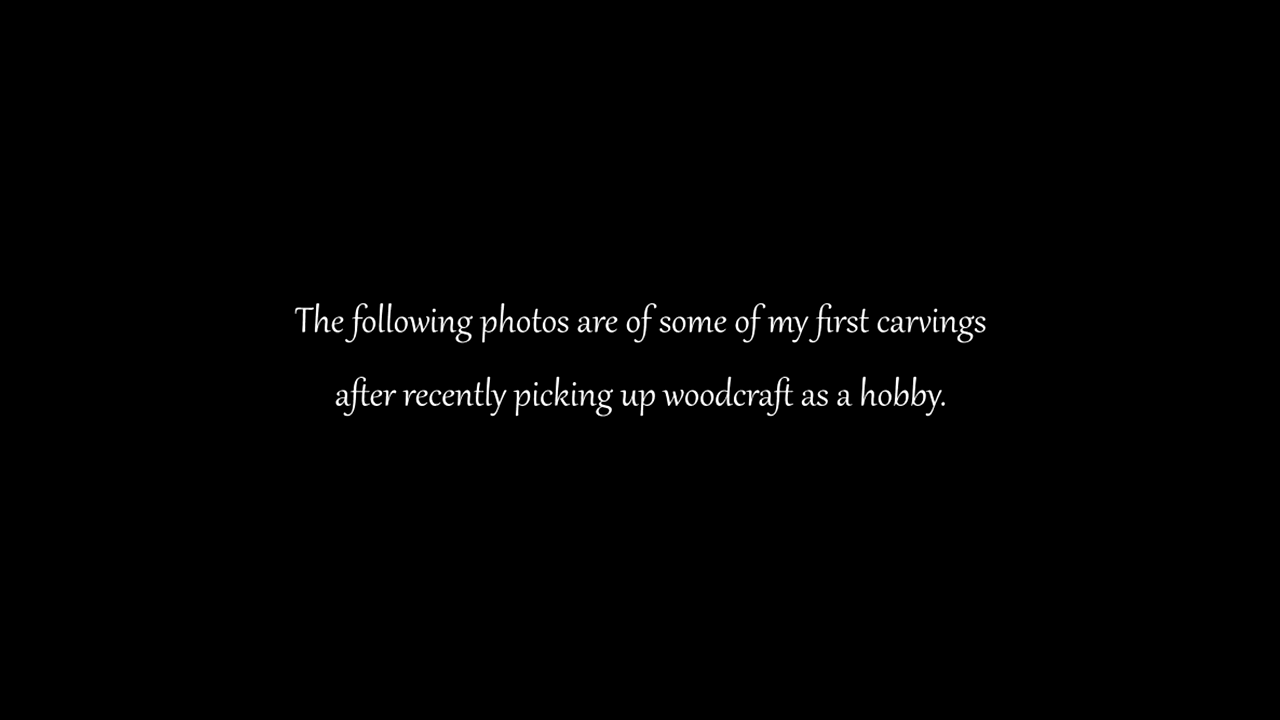 The following photos are of some of my first carvings
after recently picking up woodcraft as a hobby.